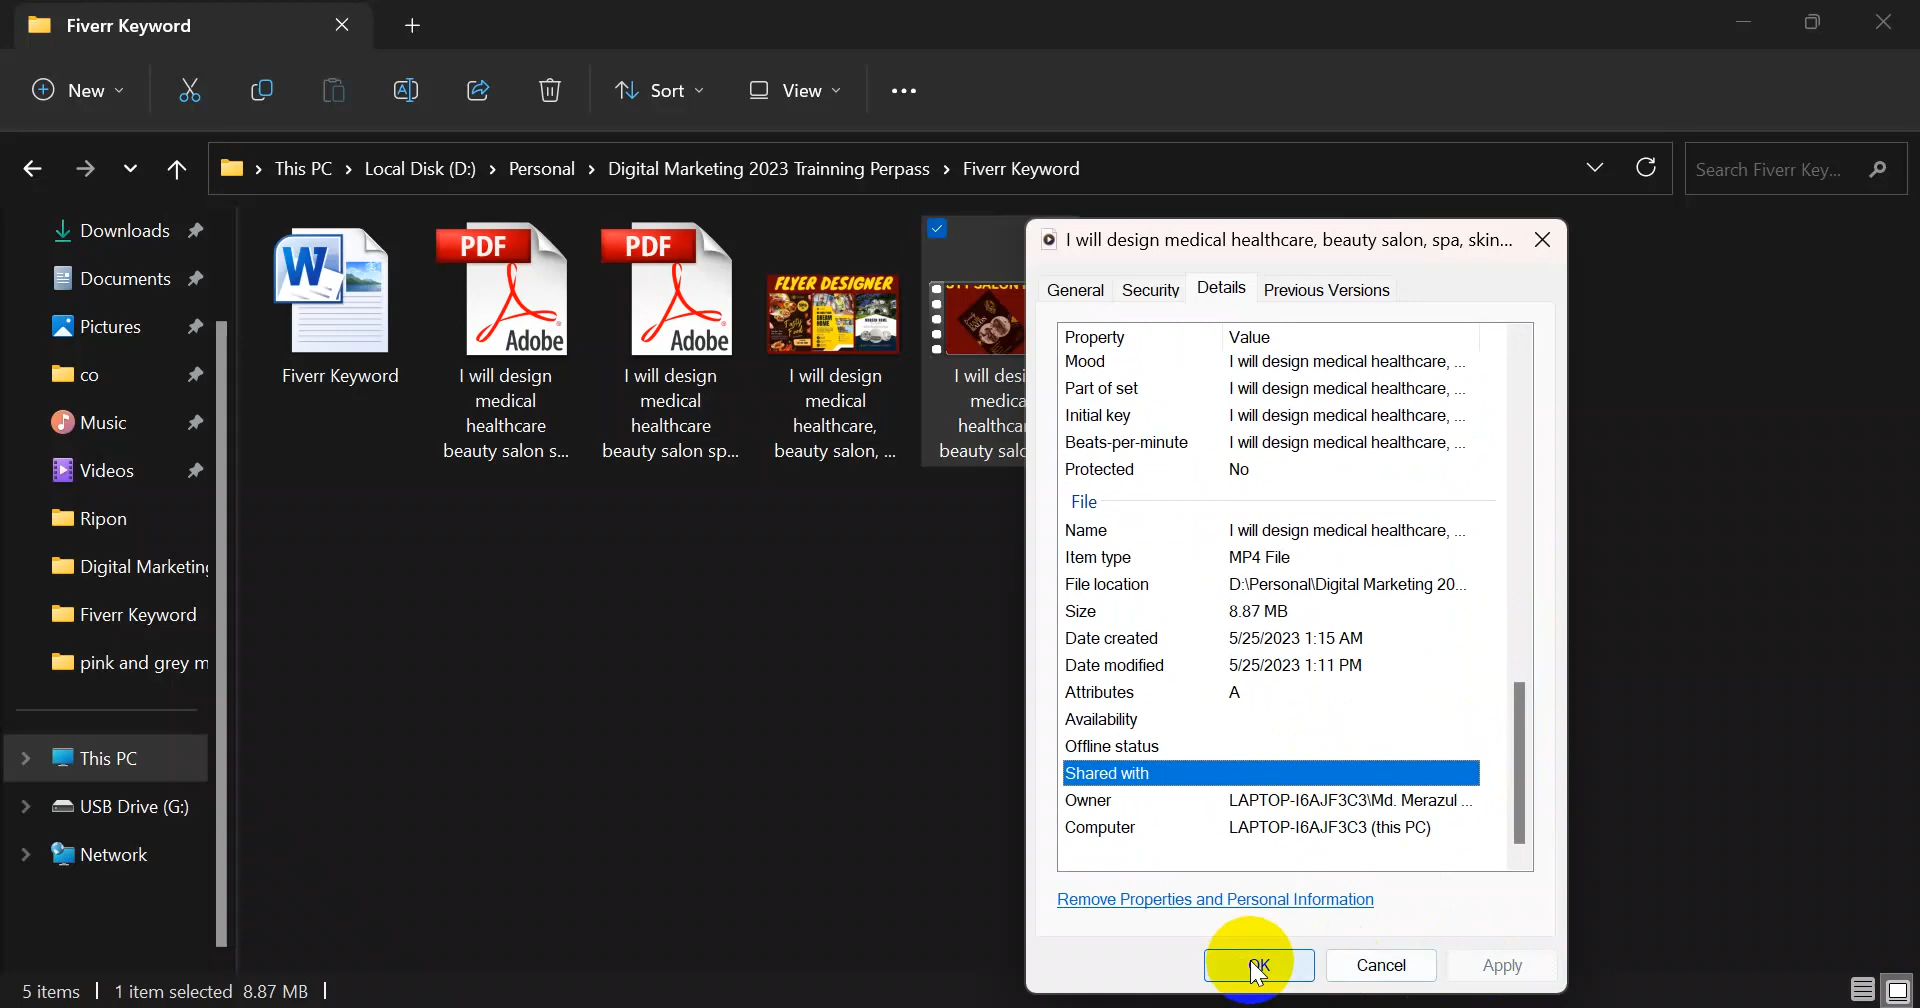 Fiverr Keyword
New
Sort
View
This PC > Local Disk (D:) > Personal > Digital Marketing 2023 Trainning Perpass > Fiverr Keyword
Search Fiverr Key...
Downloads
Documents
Pictures
co
Music
Videos
Ripon
Digital Marketing
Fiverr Keyword
pink and grey m
This PC
USB Drive (G:)
Network
W
Fiverr Keyword
PDF
Adobe
I will design
medical
healthcare
beauty salon s...
PDF
Adobe
I will design
medical
healthcare
beauty salon sp...
FLYER DESIGNER
I will design
medical
healthcare,
beauty salon, ...
I will desi
medica
healthcar
beauty salo
I will design medical healthcare, beauty salon, spa, skin...
General Security Details Previous Versions
Property Value
Mood I will design medical healthcare, ...
Part of set I will design medical healthcare, ...
Initial key I will design medical healthcare, ...
Beats-per-minute I will design medical healthcare, ...
Protected No
File
Name I will design medical healthcare, ...
Item type MP4 File
File location D:\Personal\Digital Marketing 20...
Size 8.87 MB
Date created 5/25/2023 1:15 AM
Date modified 5/25/2023 1:11 PM
Attributes A
Availability
Offline status
Shared with
Owner LAPTOP-I6AJF3C3\Md. Merazul ...
Computer LAPTOP-I6AJF3C3 (this PC)
Remove Properties and Personal Information
OK Cancel Apply
5 items 1 item selected 8.87 MB